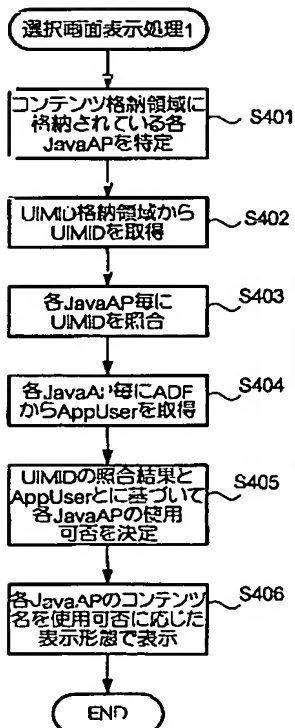 選択画面表示処理1
コンテンツ格納領域に
格納されている各
JavaAPを特定
S401
UIMID格納領域から
UIMIDを取得
S402
各JavaAP毎に
UIMIDを照合
S403
各JavaAP毎にADF
からAppUserを取得
S404
UIMIDの照合結果と
AppUserとに基づいて
各JavaAPの使用
可否を決定
S405
各JavaAPのコンテンツ
名を使用可否に応じた
表示形態で表示
S406
END